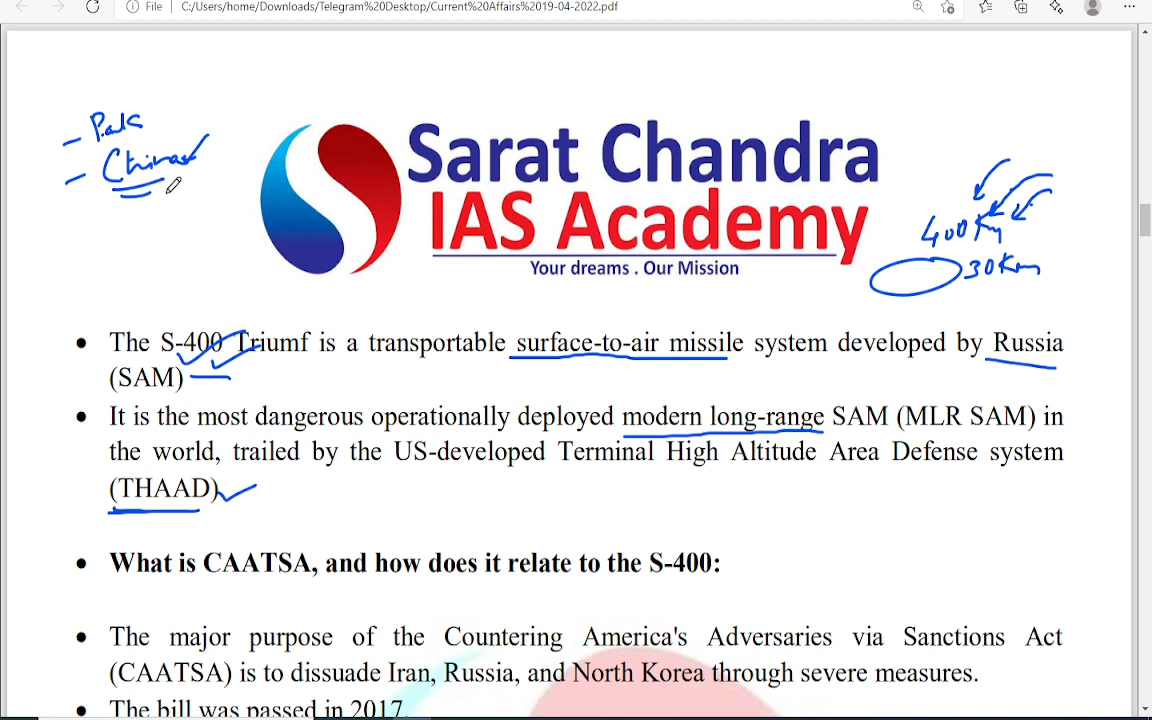 File | C:/Users/home/Downloads/Telegram%20Desktop/Current%20Affairs%2019-04-2022.pdf
- Pak
- China
Sarat Chandra
IAS Academy
Your dreams . Our Mission
400 Km
30 Km
• The S-400 Triumf is a transportable surface-to-air missile system developed by Russia
(SAM)
• It is the most dangerous operationally deployed modern long-range SAM (MLR SAM) in
the world, trailed by the US-developed Terminal High Altitude Area Defense system
(THAAD)
• What is CAATSA, and how does it relate to the S-400:
• The major purpose of the Countering America's Adversaries via Sanctions Act
(CAATSA) is to dissuade Iran, Russia, and North Korea through severe measures.
• The bill was passed in 2017.